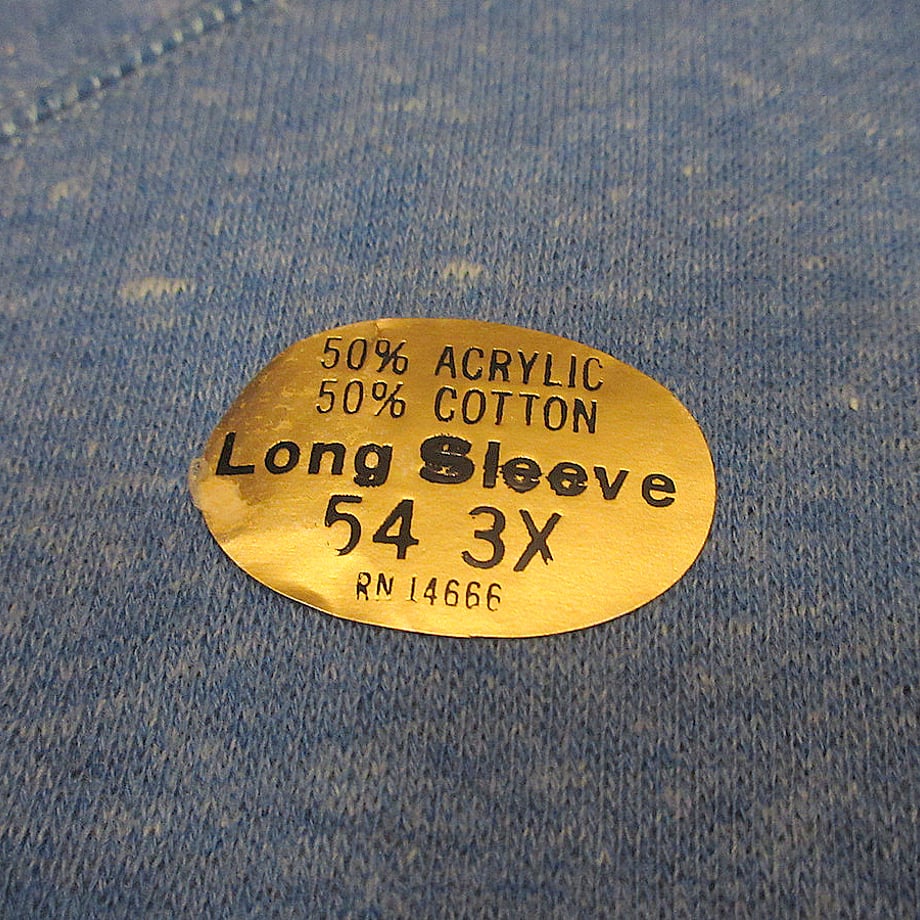 50% ACRYLIC
50% COTTON
Long Sleeve
54 3X
RN 14666